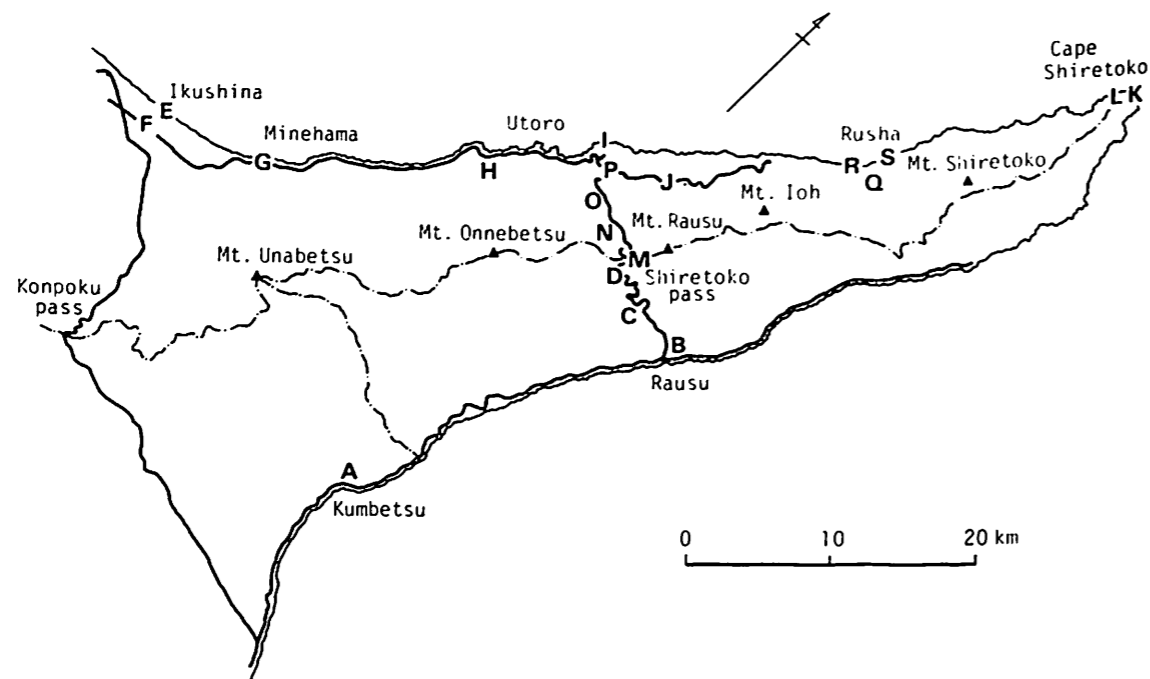 Cape
Shiretoko
L
K
Ikushina
E
F
Minehama
G
Utoro
H
I
P
J
Rusha
R
S
Q
Mt. Shiretoko
Mt. Ioh
O
N
Mt. Rausu
M
Mt. Onnebetsu
Mt. Unabetsu
D
Shiretoko
pass
Konpoku
pass
C
B
Rausu
A
Kumbetsu
0 10 20 km